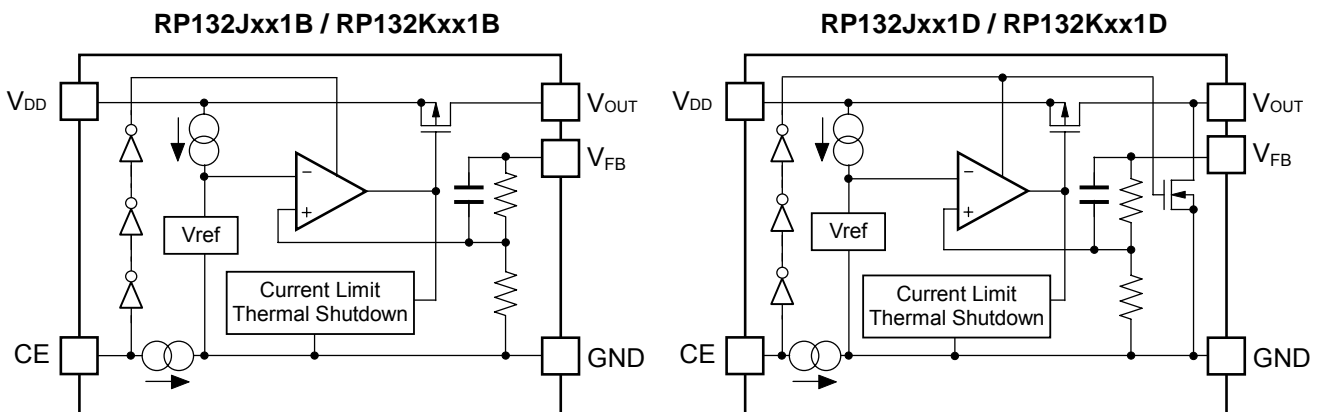 RP132Jxx1B / RP132Kxx1B
VDD
VOUT
VFB
−
+
Vref
Current Limit
Thermal Shutdown
CE
GND
RP132Jxx1D / RP132Kxx1D
VDD
VOUT
VFB
−
+
Vref
Current Limit
Thermal Shutdown
CE
GND